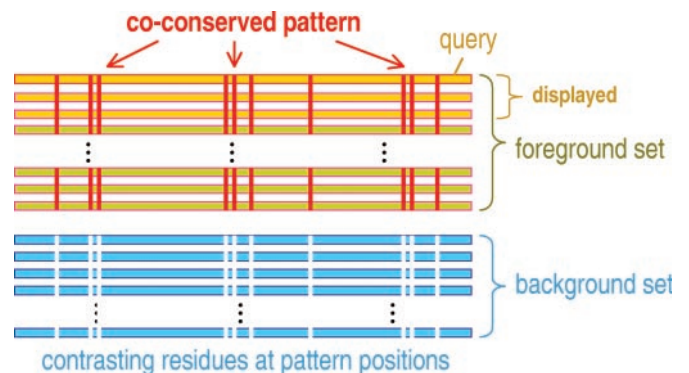 co-conserved pattern
query
displayed
foreground set
background set
contrasting residues at pattern positions